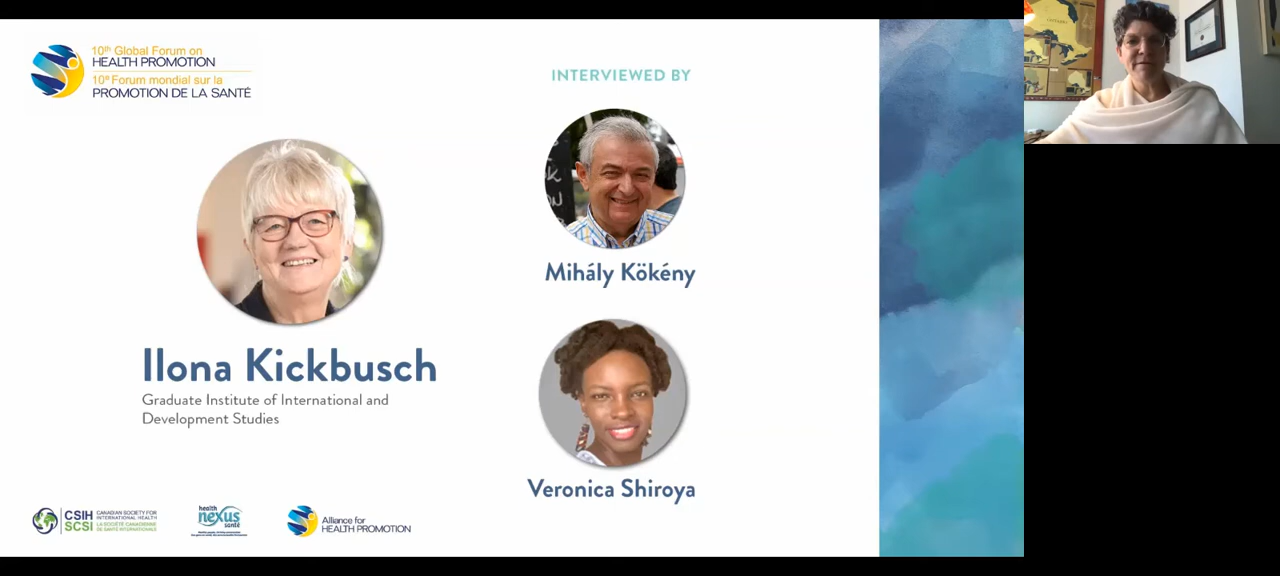 10th Global Forum on
HEALTH PROMOTION
10e Forum mondial sur la
PROMOTION DE LA SANTÉ
INTERVIEWED BY
Mihály Kökény
Ilona Kickbusch
Graduate Institute of International and
Development Studies
Veronica Shiroya
CSIH
SCSI
CANADIAN SOCIETY FOR
INTERNATIONAL HEALTH
LA SOCIÉTÉ CANADIENNE
DE SANTÉ INTERNATIONALE
health
nexus
santé
Alliance for
HEALTH PROMOTION